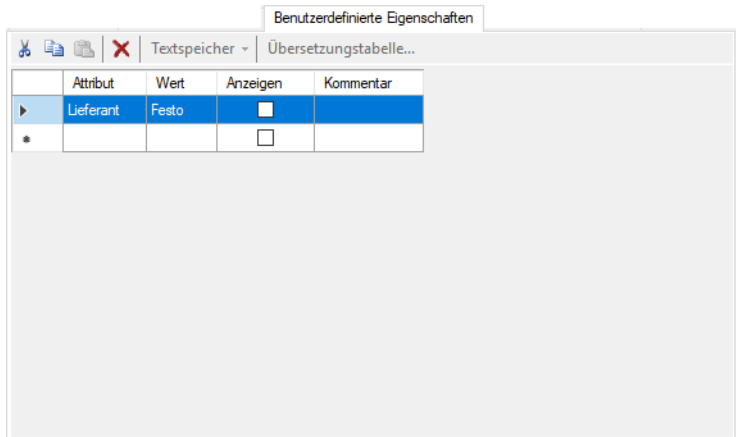 Benutzerdefinierte Eigenschaften
Textspeicher Übersetzungstabelle...
Attribut Wert Anzeigen Kommentar
Lieferant Festo